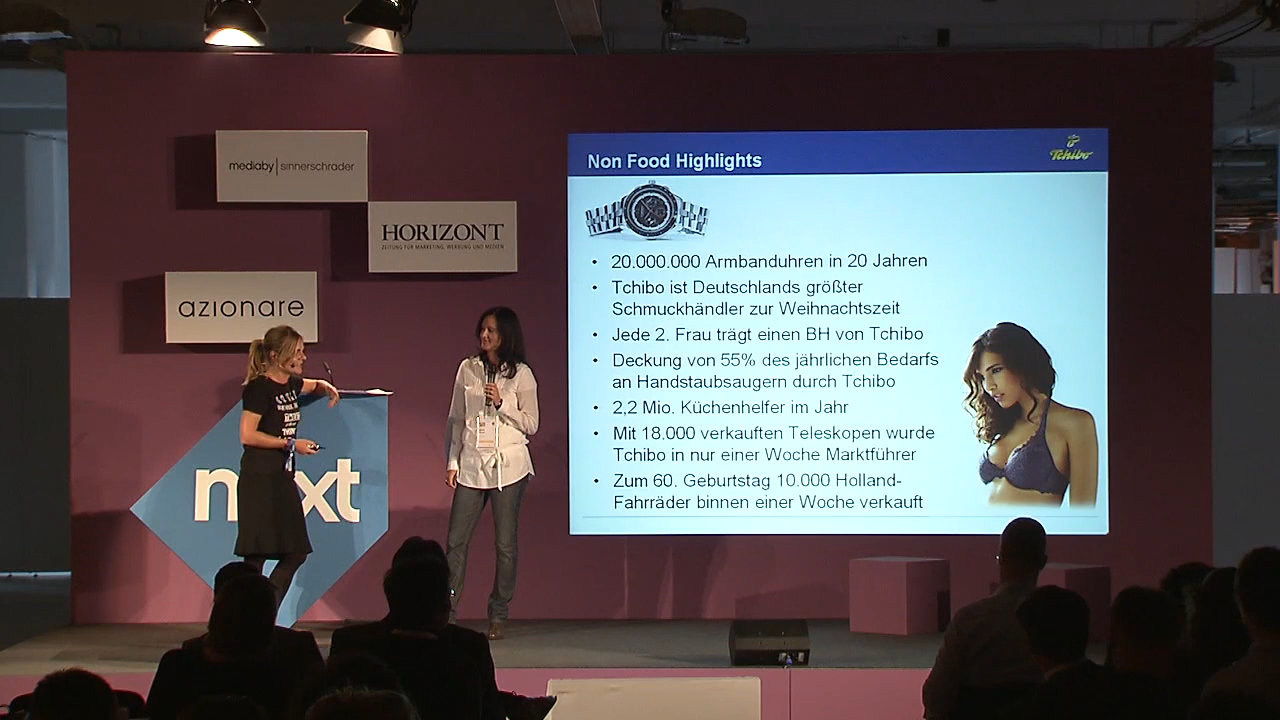 mediaby|sinnerschrader
HORIZONT
ZEITUNG FÜR MARKETING, WERBUNG UND MEDIEN
azionare
next
Non Food Highlights
Tchibo
• 20.000.000 Armbanduhren in 20 Jahren
• Tchibo ist Deutschlands größter
Schmuckhändler zur Weihnachtszeit
• Jede 2. Frau trägt einen BH von Tchibo
• Deckung von 55% des jährlichen Bedarfs
an Handstaubsaugern durch Tchibo
• 2,2 Mio. Küchenhelfer im Jahr
• Mit 18.000 verkauften Teleskopen wurde
Tchibo in nur einer Woche Marktführer
• Zum 60. Geburtstag 10.000 Holland-
Fahrräder binnen einer Woche verkauft